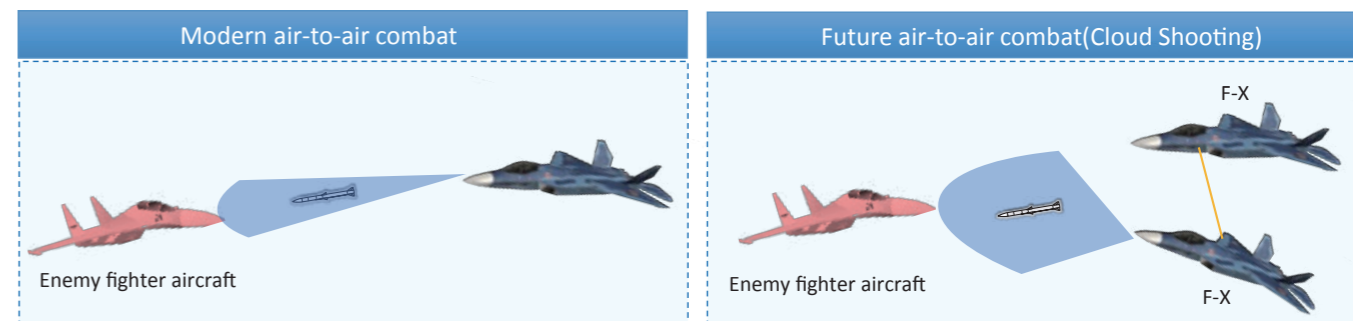 Modern air-to-air combat
Enemy fighter aircraft
Future air-to-air combat(Cloud Shooting)
F-X
Enemy fighter aircraft
F-X